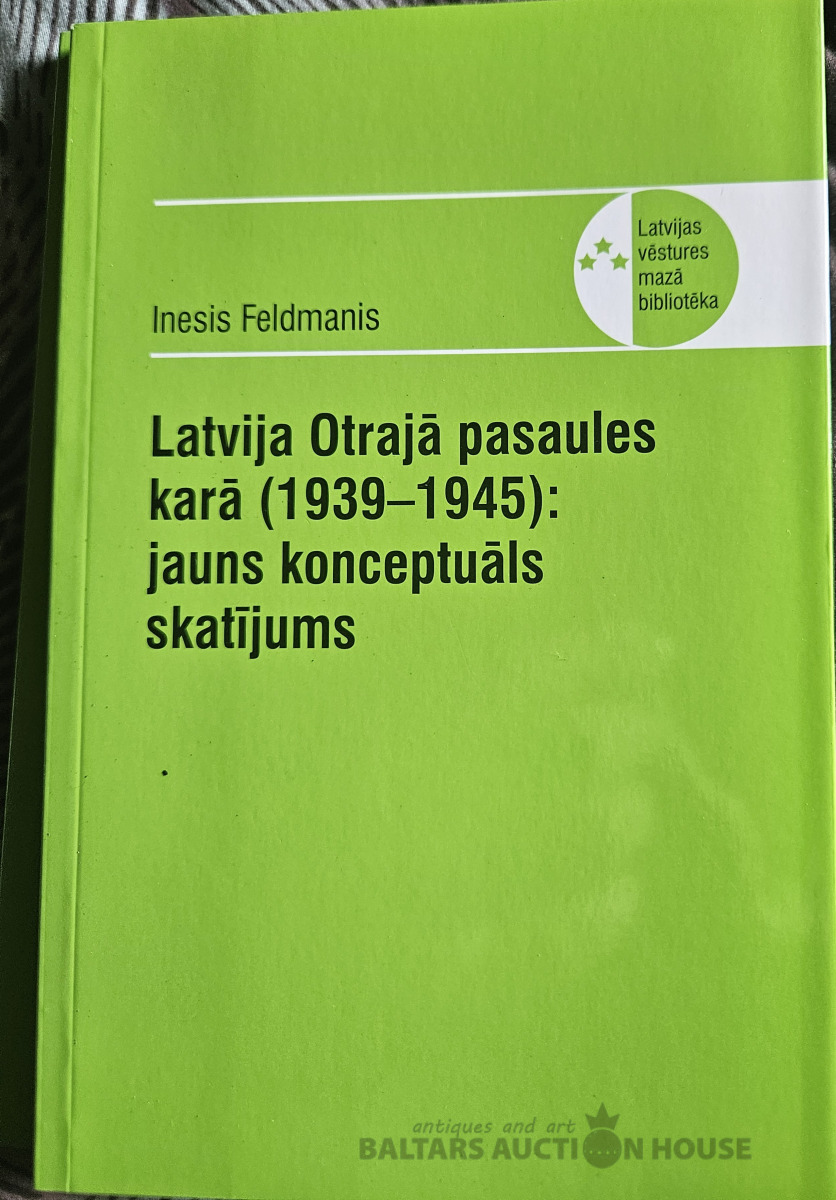 Latvijas
vēstures
mazā
bibliotēka
Inesis Feldmanis
Latvija Otrajā pasaules
karā (1939–1945):
jauns konceptuāls
skatījums
antiques and art
BALTARS AUCTION HOUSE